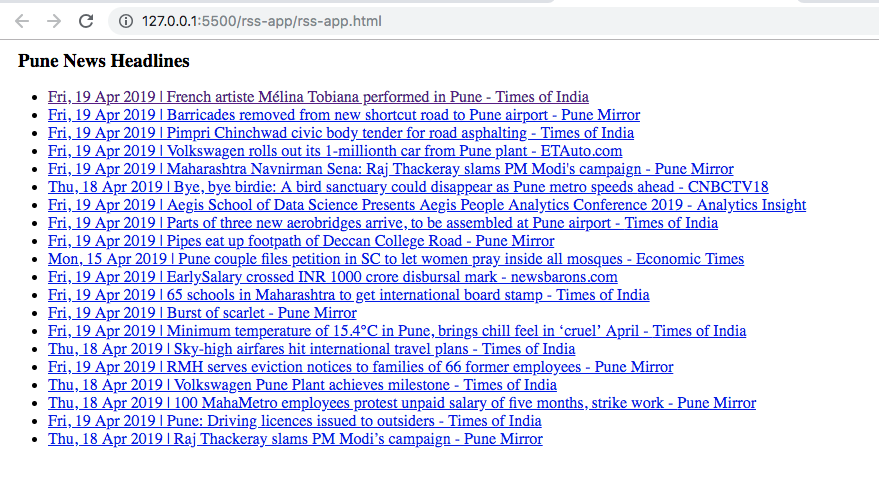 127.0.0.1:5500/rss-app/rss-app.html
Pune News Headlines
Fri, 19 Apr 2019 | French artiste Mélina Tobiana performed in Pune - Times of India
Fri, 19 Apr 2019 | Barricades removed from new shortcut road to Pune airport - Pune Mirror
Fri, 19 Apr 2019 | Pimpri Chinchwad civic body tender for road asphalting - Times of India
Fri, 19 Apr 2019 | Volkswagen rolls out its 1-millionth car from Pune plant - ETAuto.com
Fri, 19 Apr 2019 | Maharashtra Navnirman Sena: Raj Thackeray slams PM Modi's campaign - Pune Mirror
Thu, 18 Apr 2019 | Bye, bye birdie: A bird sanctuary could disappear as Pune metro speeds ahead - CNBCTV18
Fri, 19 Apr 2019 | Aegis School of Data Science Presents Aegis People Analytics Conference 2019 - Analytics Insight
Fri, 19 Apr 2019 | Parts of three new aerobridges arrive, to be assembled at Pune airport - Times of India
Fri, 19 Apr 2019 | Pipes eat up footpath of Deccan College Road - Pune Mirror
Mon, 15 Apr 2019 | Pune couple files petition in SC to let women pray inside all mosques - Economic Times
Fri, 19 Apr 2019 | EarlySalary crossed INR 1000 crore disbursal mark - newsbarons.com
Fri, 19 Apr 2019 | 65 schools in Maharashtra to get international board stamp - Times of India
Fri, 19 Apr 2019 | Burst of scarlet - Pune Mirror
Fri, 19 Apr 2019 | Minimum temperature of 15.4°C in Pune, brings chill feel in ‘cruel’ April - Times of India
Thu, 18 Apr 2019 | Sky-high airfares hit international travel plans - Times of India
Fri, 19 Apr 2019 | RMH serves eviction notices to families of 66 former employees - Pune Mirror
Thu, 18 Apr 2019 | Volkswagen Pune Plant achieves milestone - Times of India
Thu, 18 Apr 2019 | 100 MahaMetro employees protest unpaid salary of five months, strike work - Pune Mirror
Fri, 19 Apr 2019 | Pune: Driving licences issued to outsiders - Times of India
Thu, 18 Apr 2019 | Raj Thackeray slams PM Modi’s campaign - Pune Mirror